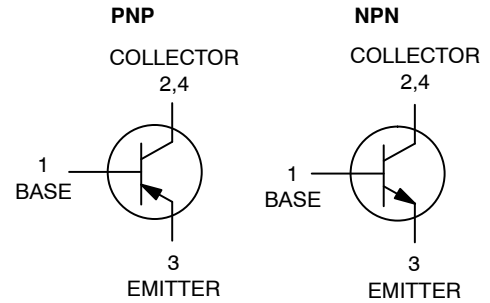 PNP
COLLECTOR
2,4
1
BASE
3
EMITTER
NPN
COLLECTOR
2,4
1
BASE
3
EMITTER